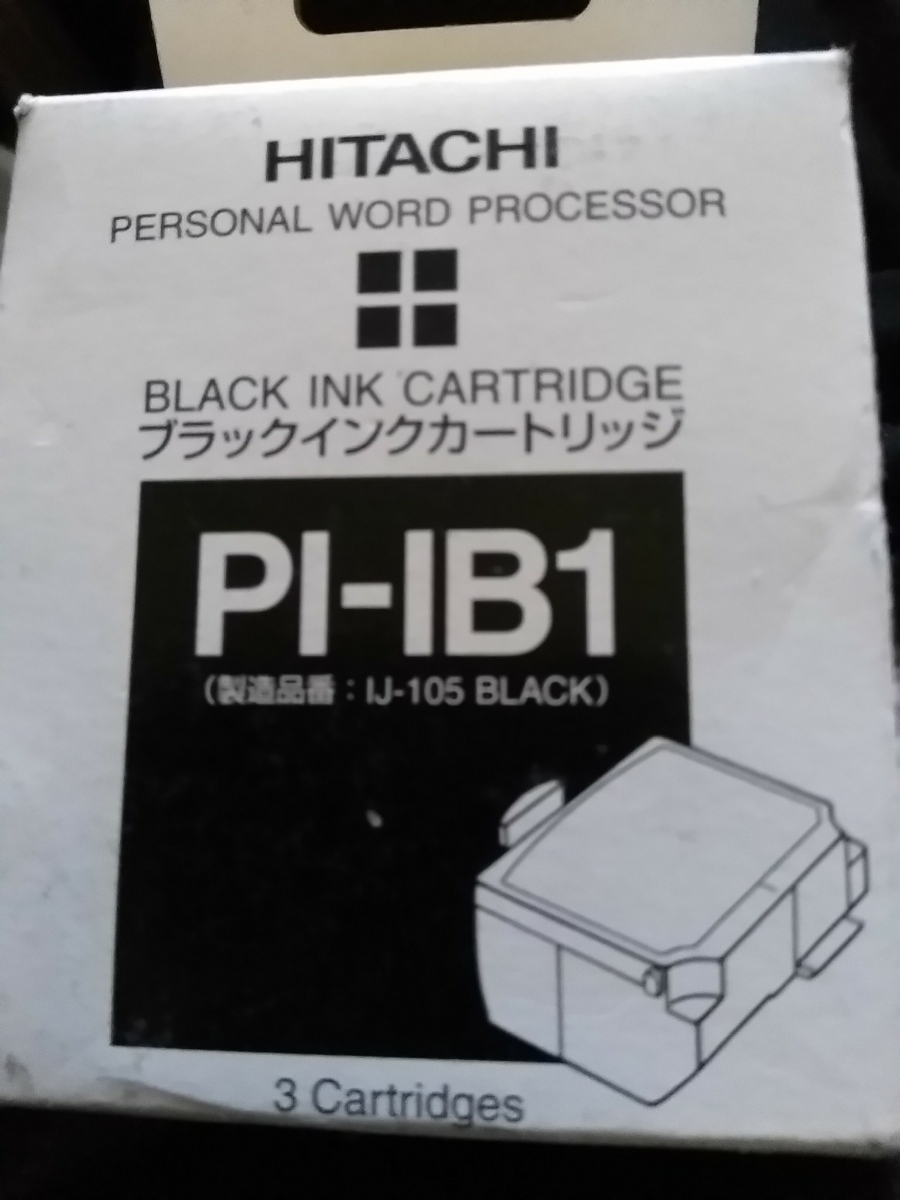 HITACHI
PERSONAL WORD PROCESSOR
BLACK INK CARTRIDGE
ブラックインクカートリッジ
PI-IB1
(製造品番：IJ-105 BLACK)
3 Cartridges